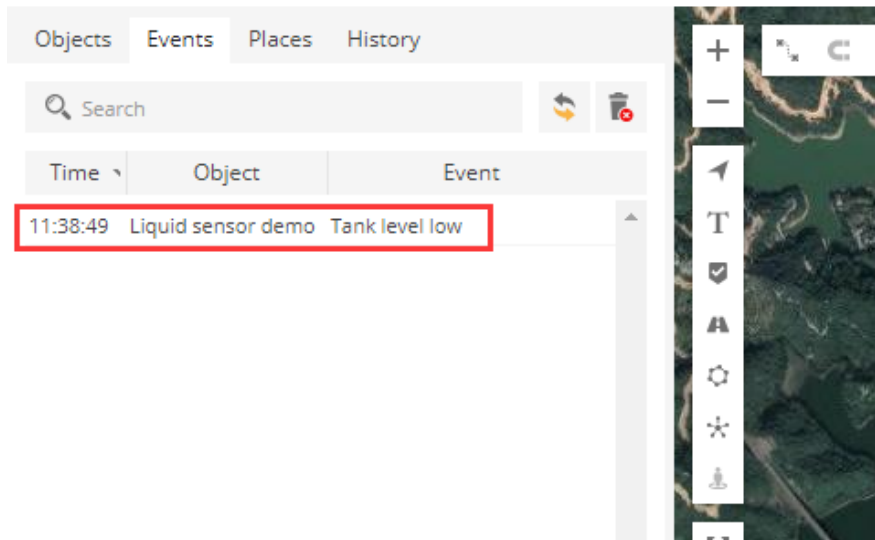 Objects Events Places History
Search
Time Object Event
11:38:49 Liquid sensor demo Tank level low
T